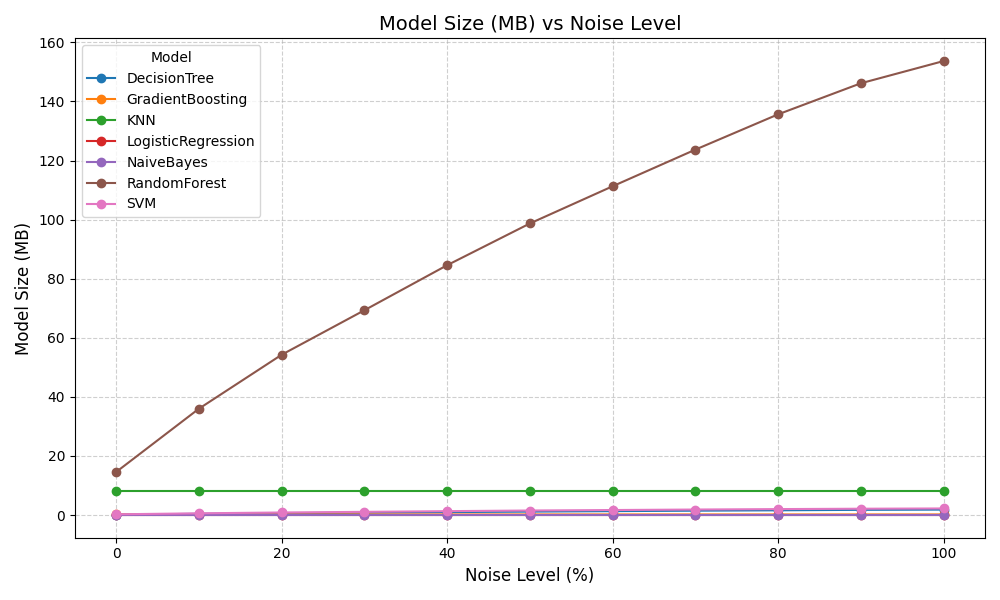 Model Size (MB) vs Noise Level
Model Size (MB)
160
140
120
100
80
60
40
20
0
Model
DecisionTree
GradientBoosting
KNN
LogisticRegression
NaiveBayes
RandomForest
SVM
0 20 40 60 80 100
Noise Level (%)